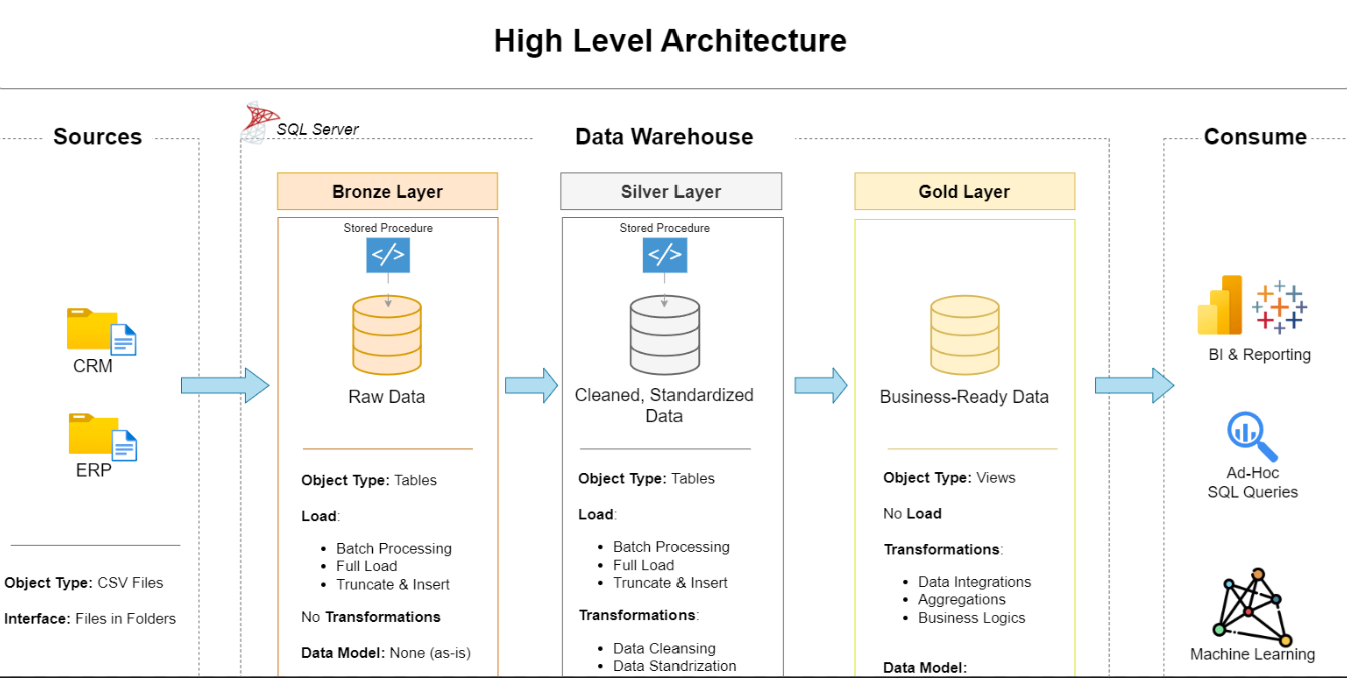 High Level Architecture
Sources
SQL Server
Data Warehouse
Consume
Bronze Layer
Silver Layer
Gold Layer
Stored Procedure
</>
Raw Data
Object Type: Tables
Load:
• Batch Processing
• Full Load
• Truncate & Insert
No Transformations
Data Model: None (as-is)
Stored Procedure
</>
Cleaned, Standardized
Data
Object Type: Tables
Load:
• Batch Processing
• Full Load
• Truncate & Insert
Transformations:
• Data Cleansing
• Data Standrization
Business-Ready Data
Object Type: Views
No Load
Transformations:
• Data Integrations
• Aggregations
• Business Logics
Data Model:
CRM
ERP
Object Type: CSV Files
Interface: Files in Folders
BI & Reporting
Ad-Hoc
SQL Queries
Machine Learning